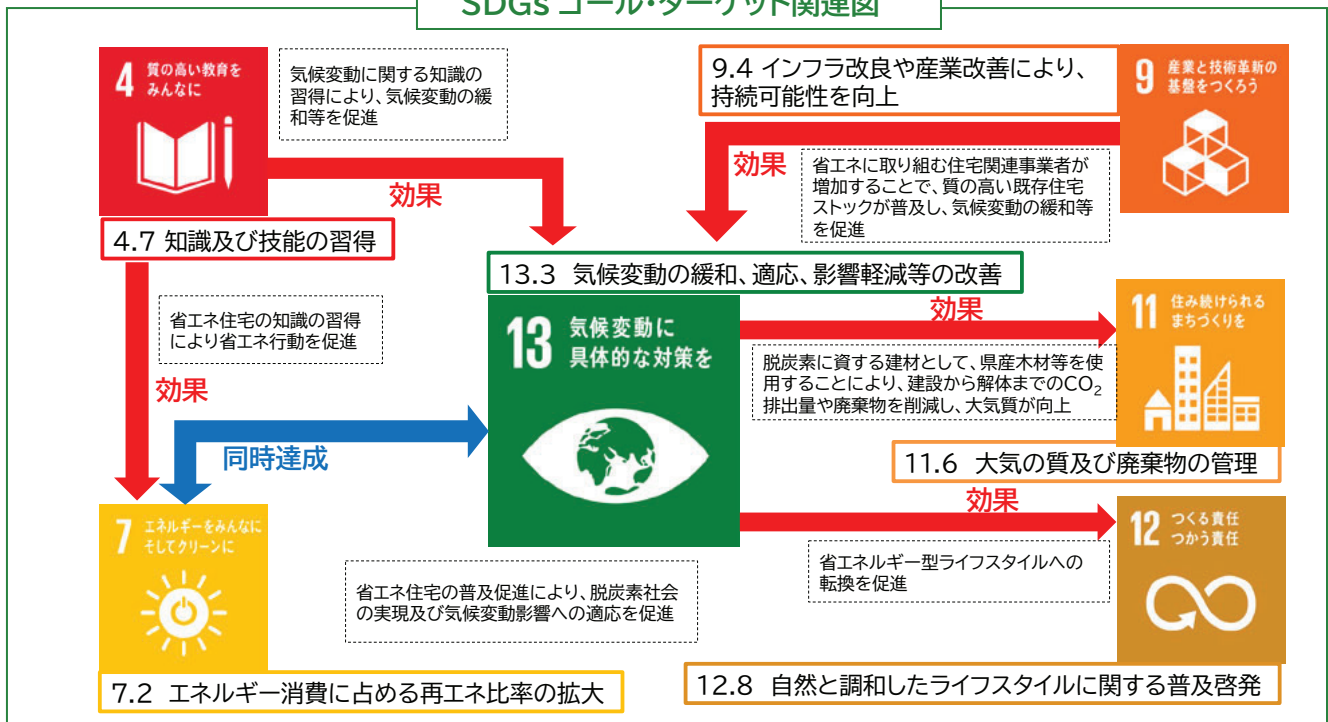 SDGs ゴール・ターゲット関連図
4 質の高い教育を
みんなに
気候変動に関する知識の
習得により、気候変動の緩
和等を促進
9.4 インフラ改良や産業改善により、
持続可能性を向上
9 産業と技術革新の
基盤をつくろう
効果
効果
省エネに取り組む住宅関連事業者が
増加することで、質の高い既存住宅
ストックが普及し、気候変動の緩和等
を促進
4.7 知識及び技能の習得
13.3 気候変動の緩和、適応、影響軽減等の改善
省エネ住宅の知識の習得
により省エネ行動を促進
13 気候変動に
具体的な対策を
効果
11 住み続けられる
まちづくりを
脱炭素に資する建材として、県産木材等を使
用することにより、建設から解体までのCO₂
排出量や廃棄物を削減し、大気質が向上
効果
同時達成
11.6 大気の質及び廃棄物の管理
7 エネルギーをみんなに
そしてクリーンに
効果
12 つくる責任
つかう責任
省エネ住宅の普及促進により、脱炭素社会
の実現及び気候変動影響への適応を促進
省エネルギー型ライフスタイルへの
転換を促進
7.2 エネルギー消費に占める再エネ比率の拡大
12.8 自然と調和したライフスタイルに関する普及啓発